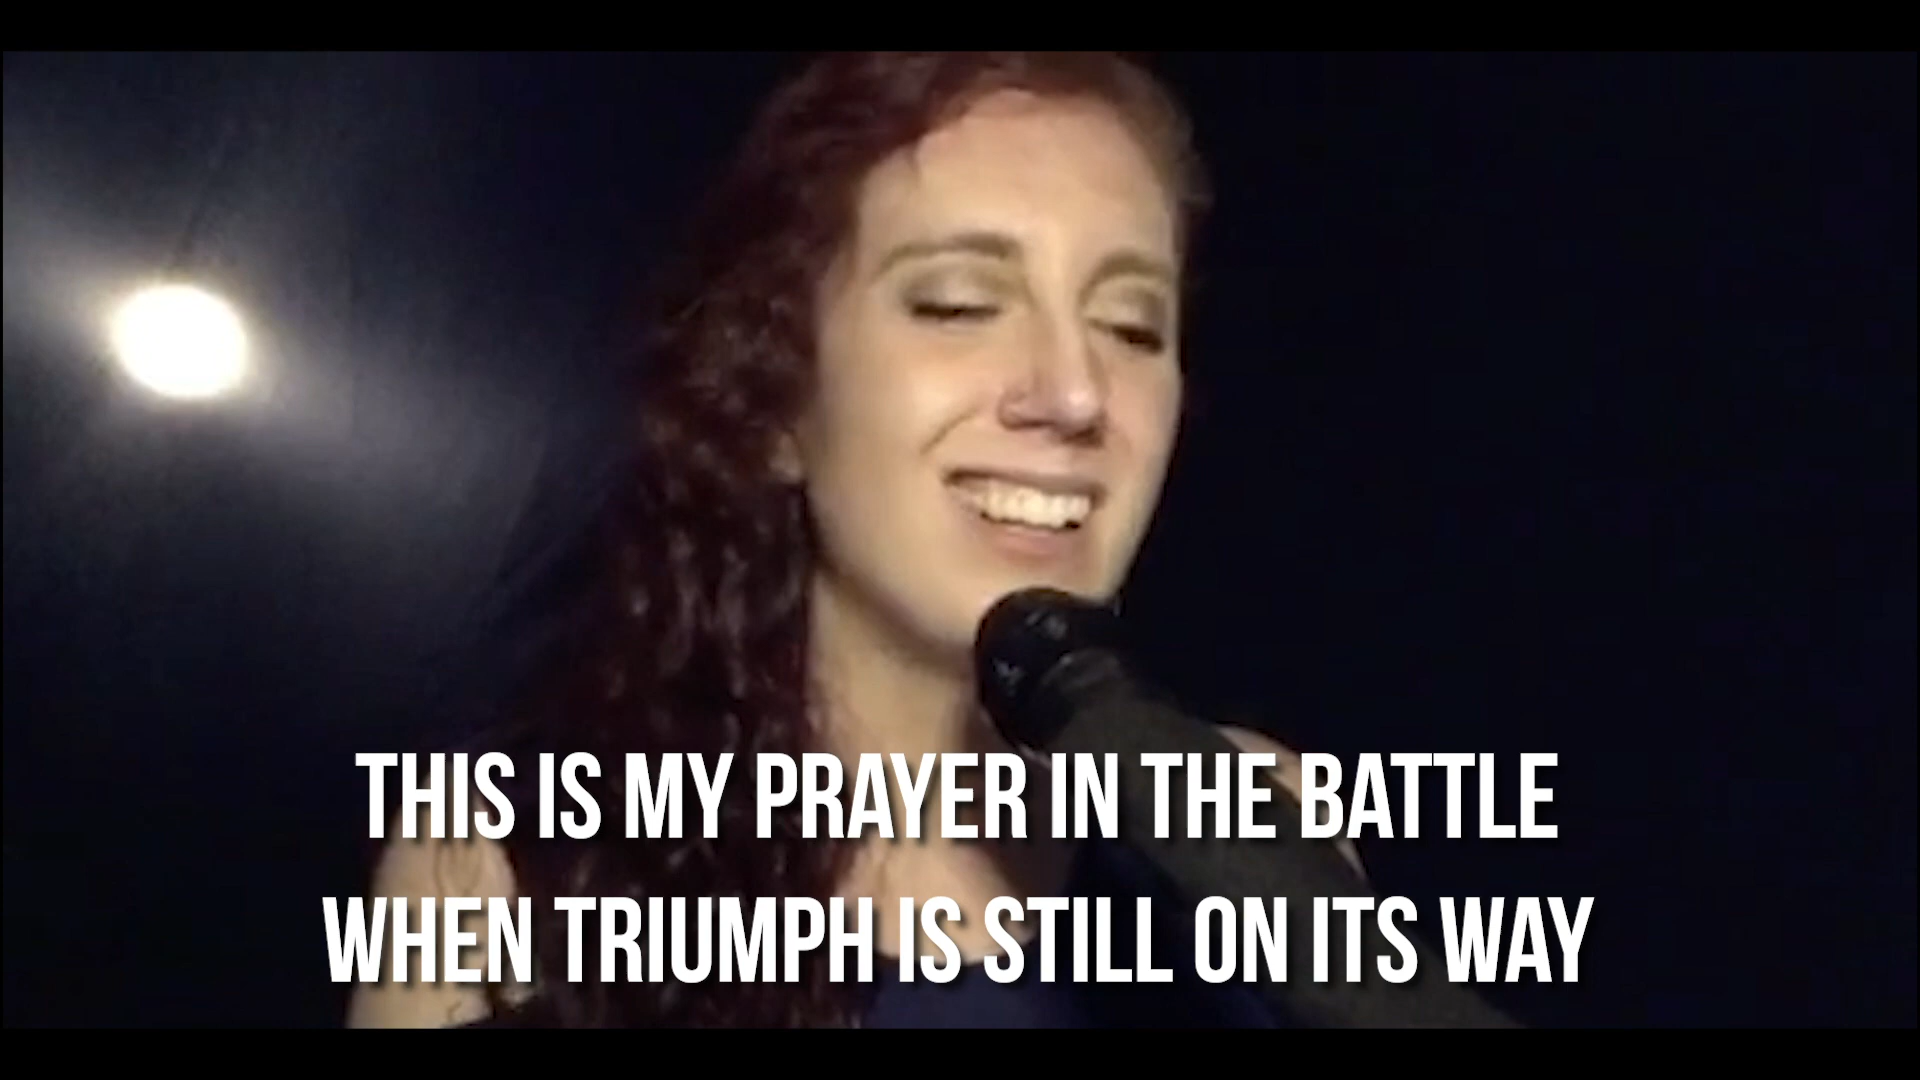 THIS IS MY PRAYER IN THE BATTLE
WHEN TRIUMPH IS STILL ON ITS WAY